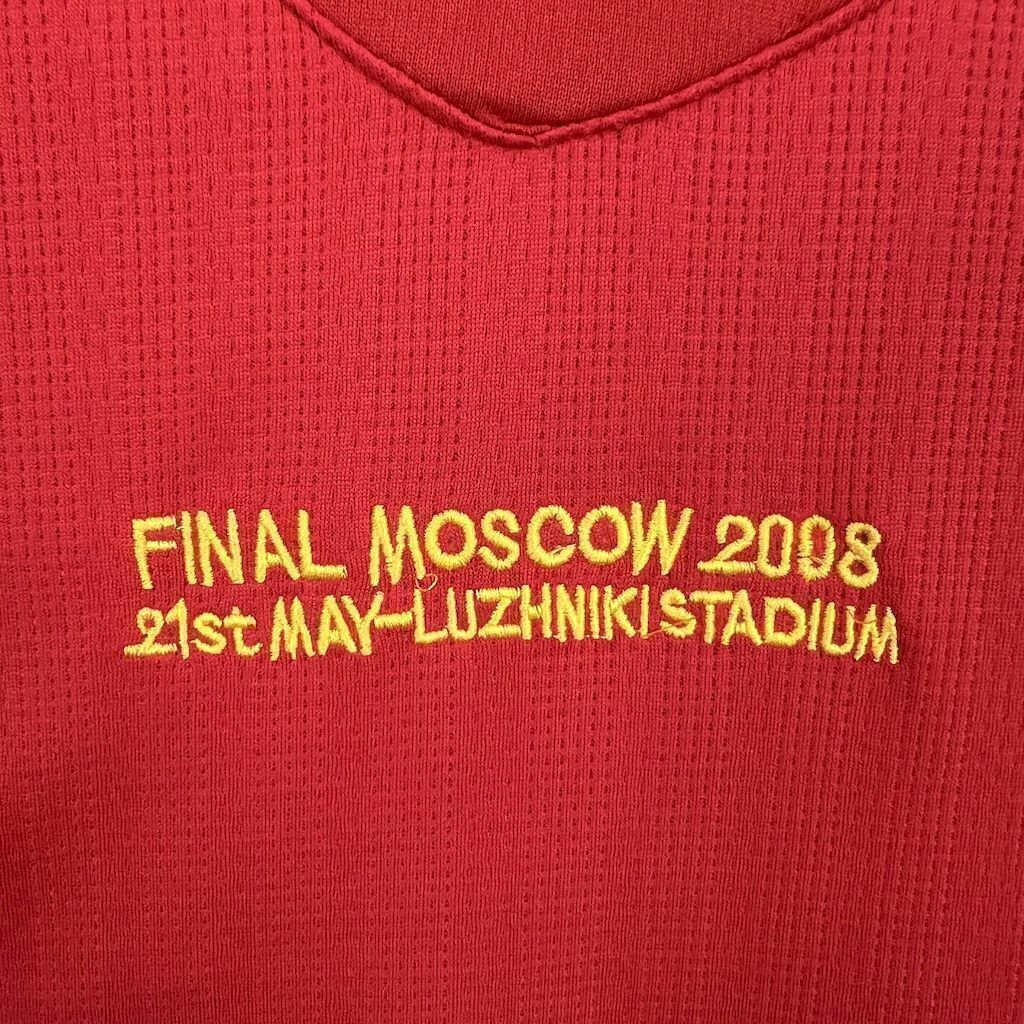 FINAL MOSCOW 2008
21st MAY-LUZHNIKI STADIUM